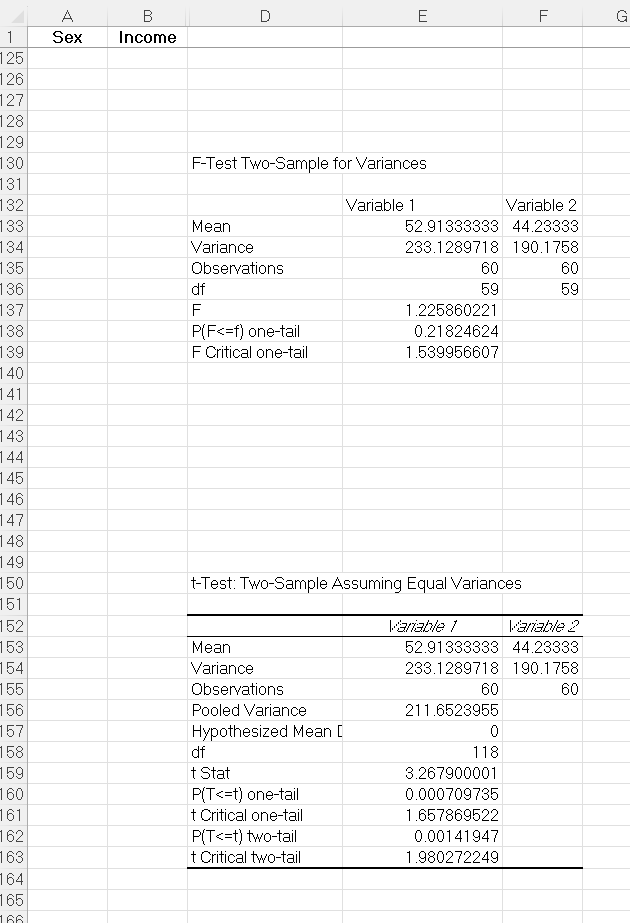 A B D E F G
1 Sex Income
125
126
127
128
129
130 F-Test Two-Sample for Variances
131
132 Variable 1 Variable 2
133 Mean 52.91333333 44.23333
134 Variance 233.1289718 190.1758
135 Observations 60 60
136 df 59 59
137 F 1.225860221
138 P(F<=f) one-tail 0.21824624
139 F Critical one-tail 1.539956607
140
141
142
143
144
145
146
147
148
149
150 t-Test: Two-Sample Assuming Equal Variances
151
152 Variable 1 Variable 2
153 Mean 52.91333333 44.23333
154 Variance 233.1289718 190.1758
155 Observations 60 60
156 Pooled Variance 211.6523955
157 Hypothesized Mean D 0
158 df 118
159 t Stat 3.267900001
160 P(T<=t) one-tail 0.000709735
161 t Critical one-tail 1.657869522
162 P(T<=t) two-tail 0.00141947
163 t Critical two-tail 1.980272249
164
165
166